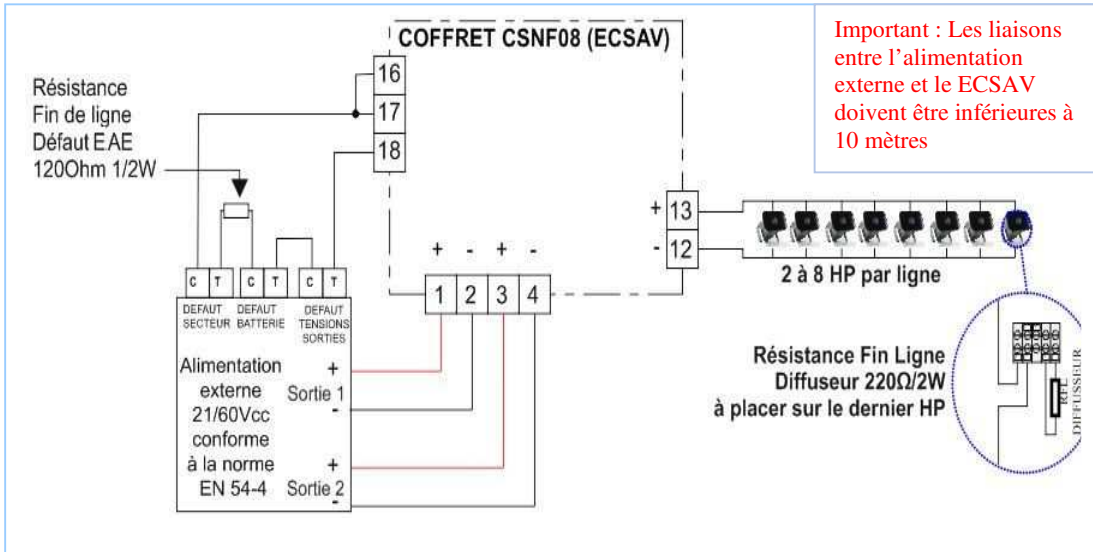 COFFRET CSNF08 (ECSAV)
Important : Les liaisons
entre l'alimentation
externe et le ECSAV
doivent être inférieures à
10 mètres
Résistance
Fin de ligne
Défaut EAE
120Ohm 1/2W
16
17
18
+ 13
- 12
2 à 8 HP par ligne
+ - + -
1 2 3 4
C T C T C T
DEFAUT
SECTEUR
DEFAUT
BATTERIE
DEFAUT
TENSIONS
SORTIES
Alimentation
externe
21/60Vcc
conforme
à la norme
EN 54-4
+
Sortie 1
-
+
Sortie 2
-
Résistance Fin Ligne
Diffuseur 220Ω/2W
à placer sur le dernier HP
RFL
DIFFUSSEUR